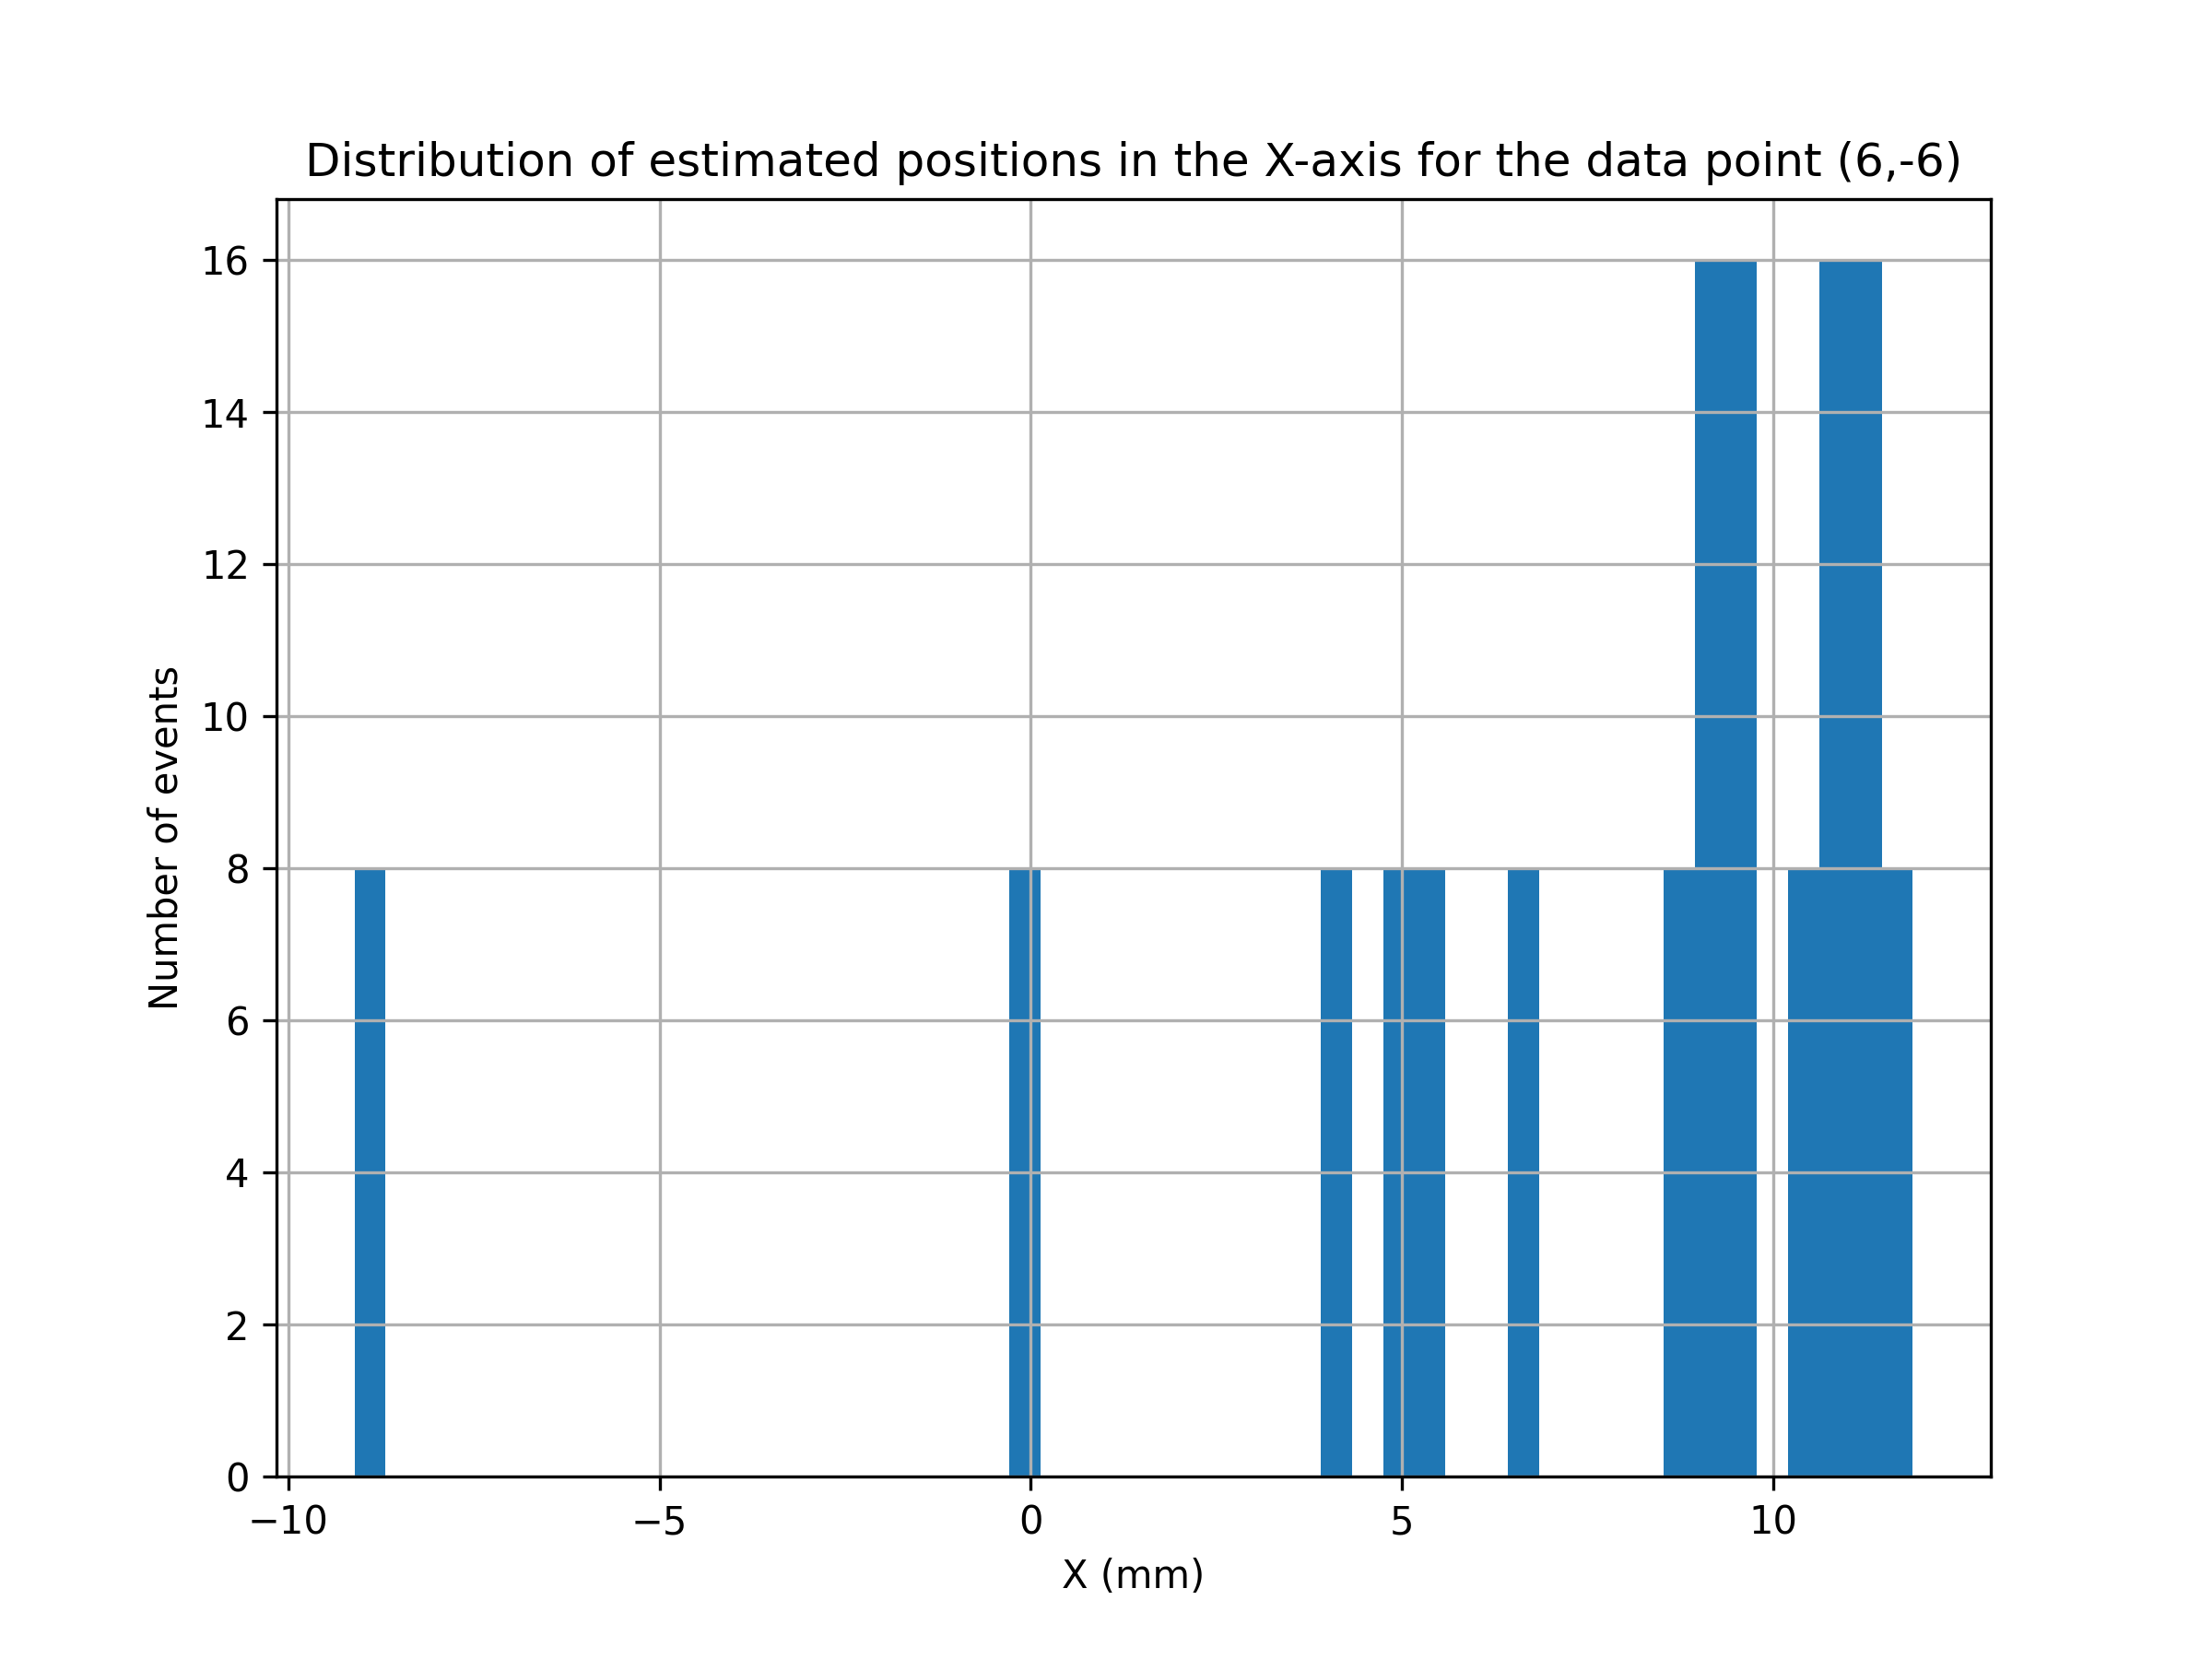 Distribution of estimated positions in the X-axis for the data point (6,-6)
16
14
12
10
8
6
4
2
0
Number of events
−10 −5 0 5 10
X (mm)